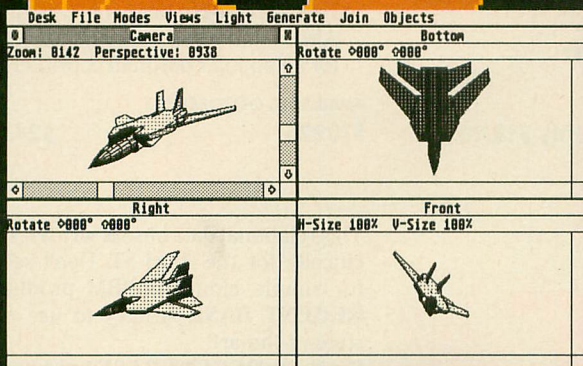 Desk File Modes Views Light Generate Join Objects
Camera
Zoom: 0142 Perspective: 0938
Bottom
Rotate ◇000° ◇000°
Right
Rotate ◇000° ◇000°
Front
H-Size 100% V-Size 100%